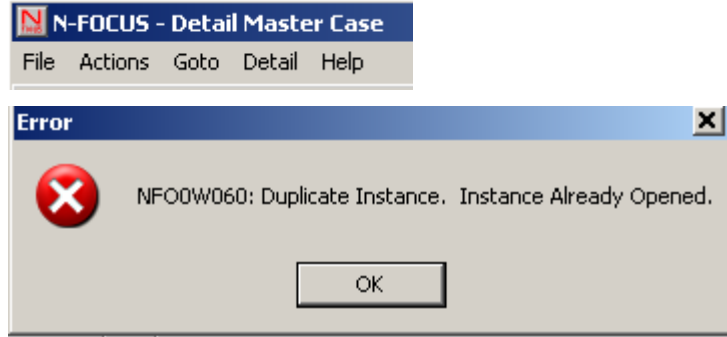 N-FOCUS - Detail Master Case
File Actions Goto Detail Help
Error
NFO0W060: Duplicate Instance. Instance Already Opened.
OK